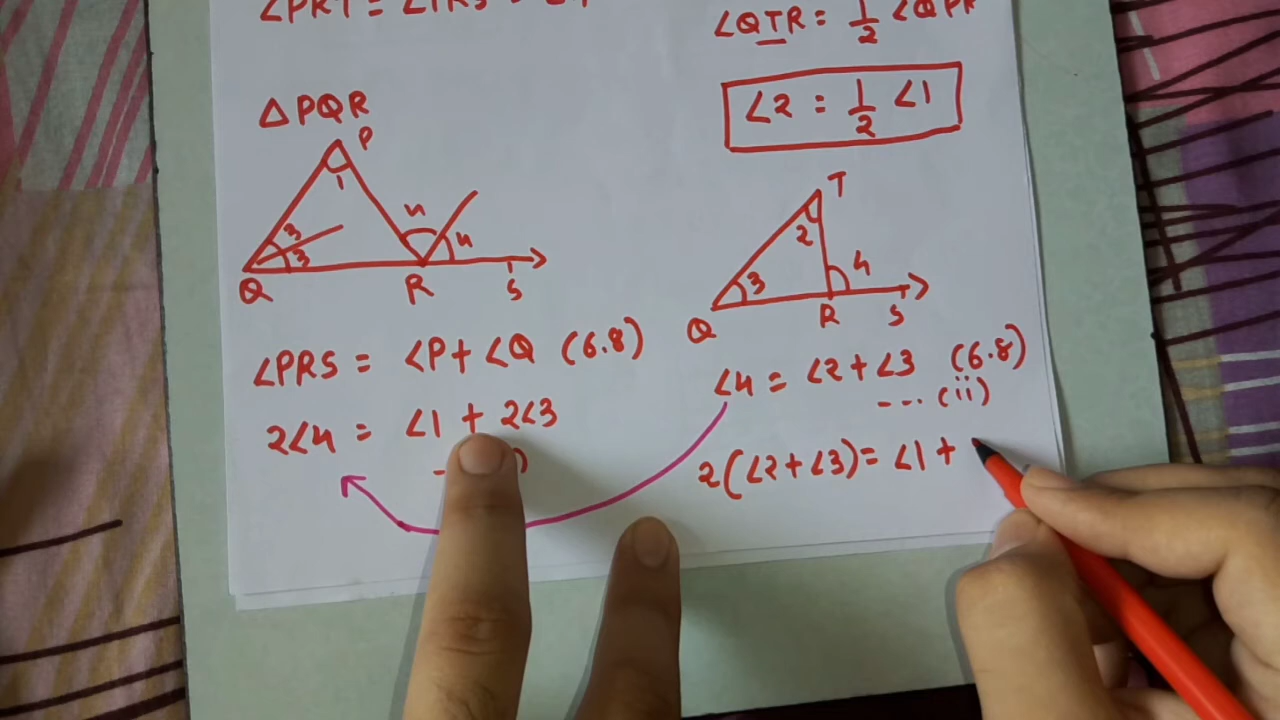 ∠QTR = 1/2 ∠QPR
∠2 = 1/2 ∠1
△ PQR
P
1
3
3
4
4
Q
R
S
∠PRS = ∠P + ∠Q (6.8)
2∠4 = ∠1 + 2∠3
T
2
3
4
Q
R
S
∠4 = ∠2 + ∠3 (6.8)
--- (ii)
2(∠2+∠3) = ∠1 +